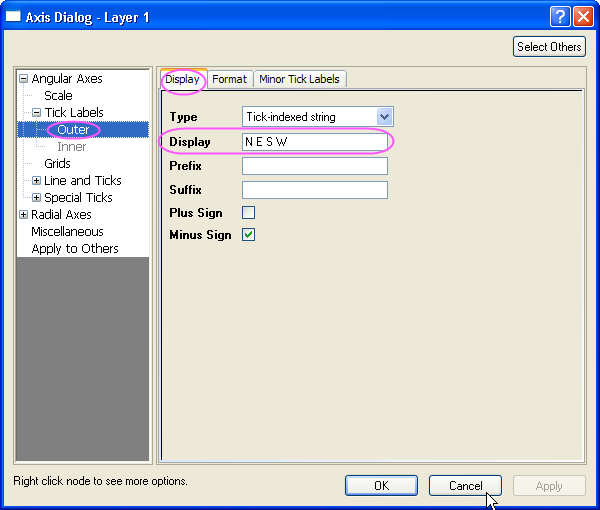 Axis Dialog - Layer 1
Select Others
Angular Axes
Scale
Tick Labels
Outer
Inner
Grids
Line and Ticks
Special Ticks
Radial Axes
Miscellaneous
Apply to Others
Display Format Minor Tick Labels
Type Tick-indexed string
Display N E S W
Prefix
Suffix
Plus Sign
Minus Sign
Right click node to see more options.
OK Cancel Apply